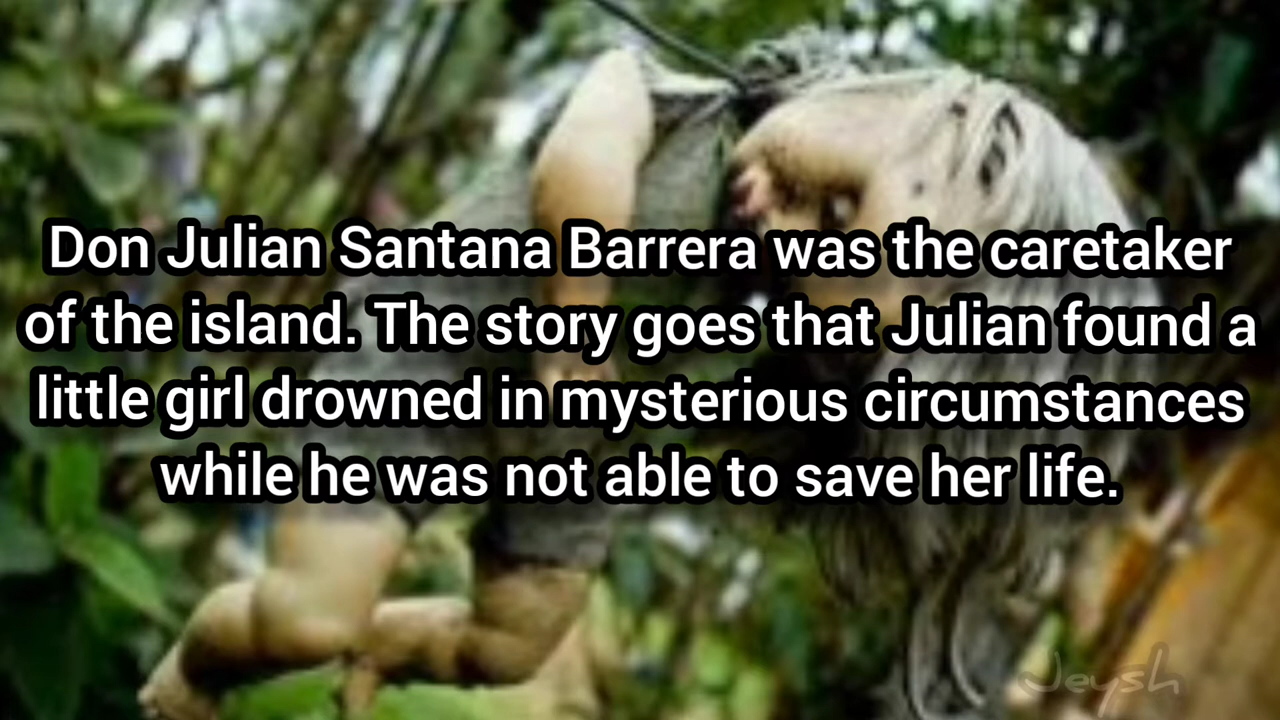 Don Julian Santana Barrera was the caretaker
of the island. The story goes that Julian found a
little girl drowned in mysterious circumstances
while he was not able to save her life.
Jeysh